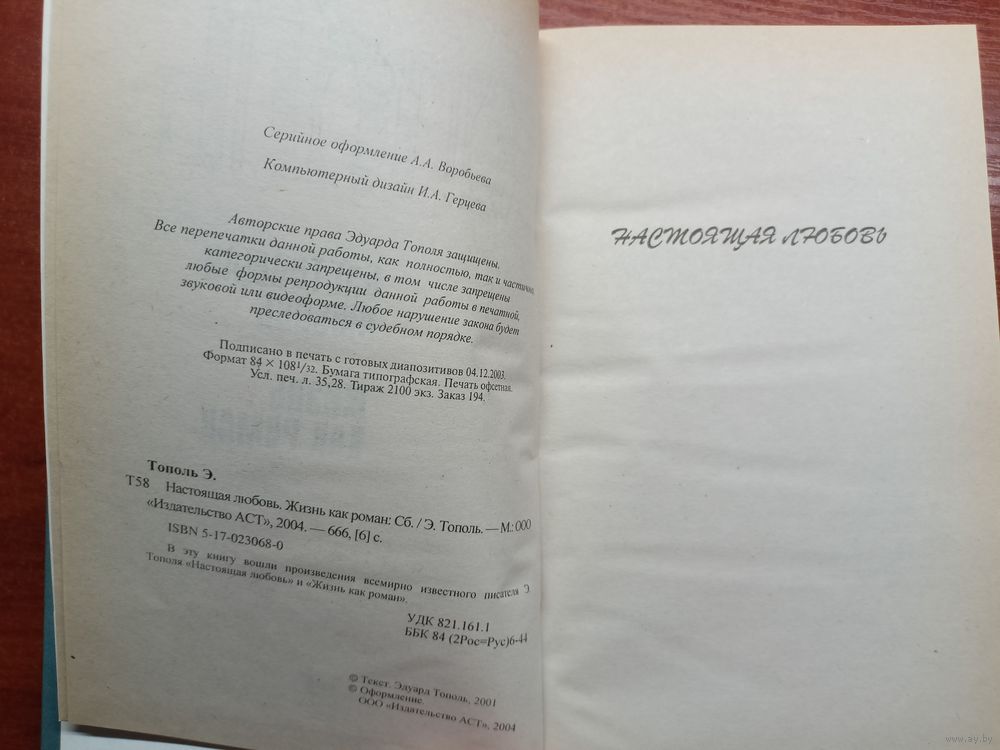 Серийное оформление А.А. Воробьева
Компьютерный дизайн И.А. Герцева
Авторские права Эдуарда Тополя защищены.
Все перепечатки данной работы, как полностью, так и частично,
категорически запрещены, в том числе запрещены
любые формы репродукции данной работы в печатной,
звуковой или видеоформе. Любое нарушение закона будет
преследоваться в судебном порядке.
Подписано в печать с готовых диапозитивов 04.12.2003.
Формат 84 × 108 1/32. Бумага типографская. Печать офсетная.
Усл. печ. л. 35,28. Тираж 2100 экз. Заказ 194.
Тополь Э.
Т58 Настоящая любовь. Жизнь как роман: Сб. / Э. Тополь. — М.: ООО
«Издательство АСТ», 2004. — 666, [6] с.
ISBN 5-17-023068-0
В эту книгу вошли произведения всемирно известного писателя Э.
Тополя «Настоящая любовь» и «Жизнь как роман».
УДК 821.161.1
ББК 84 (2Рос=Рус)6-44
© Текст. Эдуард Тополь, 2001
© Оформление.
ООО «Издательство АСТ», 2004
НАСТОЯЩАЯ ЛЮБОВЬ
www.ay.by